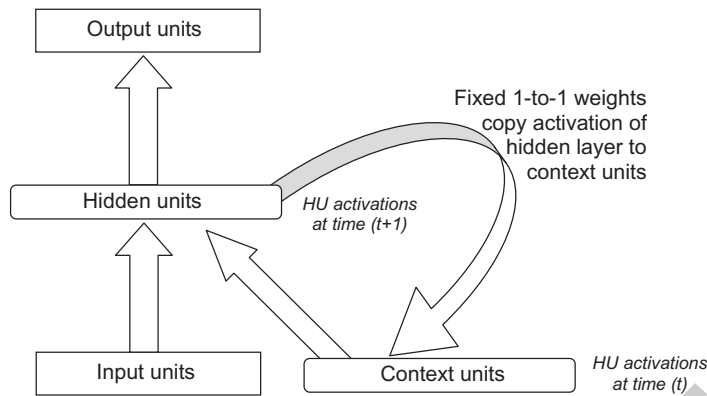 Output units
Fixed 1-to-1 weights
copy activation of
hidden layer to
context units
Hidden units
HU activations
at time (t+1)
Input units
Context units
HU activations
at time (t)